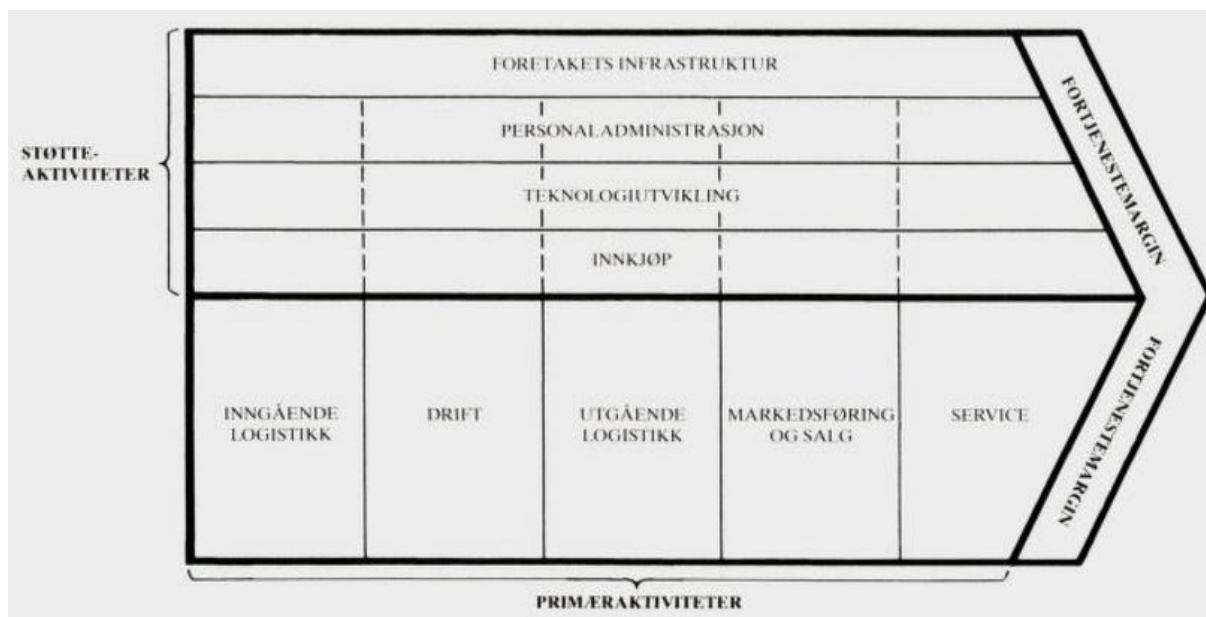 FORETAKETS INFRASTRUKTUR
PERSONALADMINISTRASJON
TEKNOLOGIUTVIKLING
INNKJØP
STØTTE-
AKTIVITETER
INNGÅENDE
LOGISTIKK
DRIFT
UTGÅENDE
LOGISTIKK
MARKEDSFØRING
OG SALG
SERVICE
FORTJENESTEMARGIN
FORTJENESTEMARGIN
PRIMÆRAKTIVITETER